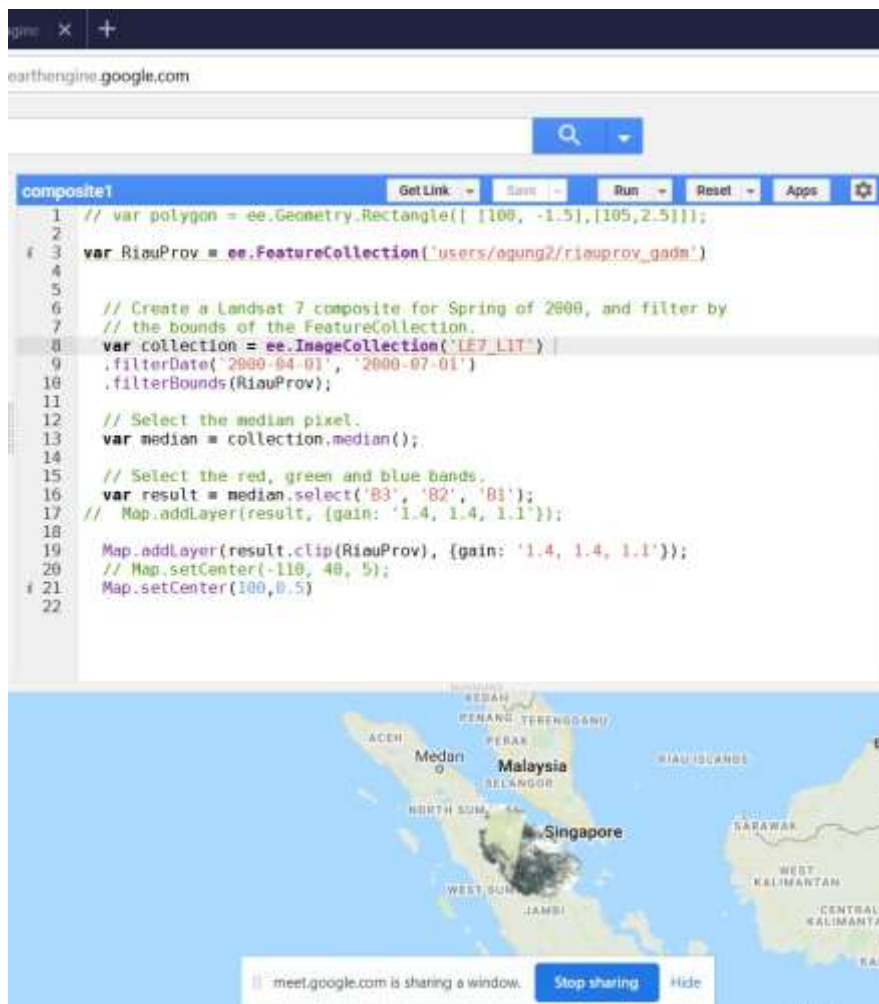 earthengine.google.com
composite1
Get Link
Save
Run
Reset
Apps
1 // var polygon = ee.Geometry.Rectangle([ [100, -1.5],[105,2.5]]);
2
i 3 var RiauProv = ee.FeatureCollection('users/agung2/riauprov_gadm')
4
5
6 // Create a Landsat 7 composite for Spring of 2000, and filter by
7 // the bounds of the FeatureCollection.
8 var collection = ee.ImageCollection('LE7_L1T')
9 .filterDate('2000-04-01', '2000-07-01')
10 .filterBounds(RiauProv);
11
12 // Select the median pixel.
13 var median = collection.median();
14
15 // Select the red, green and blue bands.
16 var result = median.select('B3', 'B2', 'B1');
17 // Map.addLayer(result, {gain: '1.4, 1.4, 1.1'});
18
19 Map.addLayer(result.clip(RiauProv), {gain: '1.4, 1.4, 1.1'});
20 // Map.setCenter(-110, 40, 5);
i 21 Map.setCenter(100,0.5)
22
KEDAH
PENANG TERENGGANU
ACEH
PERAK
Medan
Malaysia
RIAU ISLANDS
SELANGOR
NORTH SUM
Singapore
SARAWAK
WEST
KALIMANTAN
WEST SUM
JAMBI
CENTRAL
KALIMANTA
meet.google.com is sharing a window.
Stop sharing
Hide